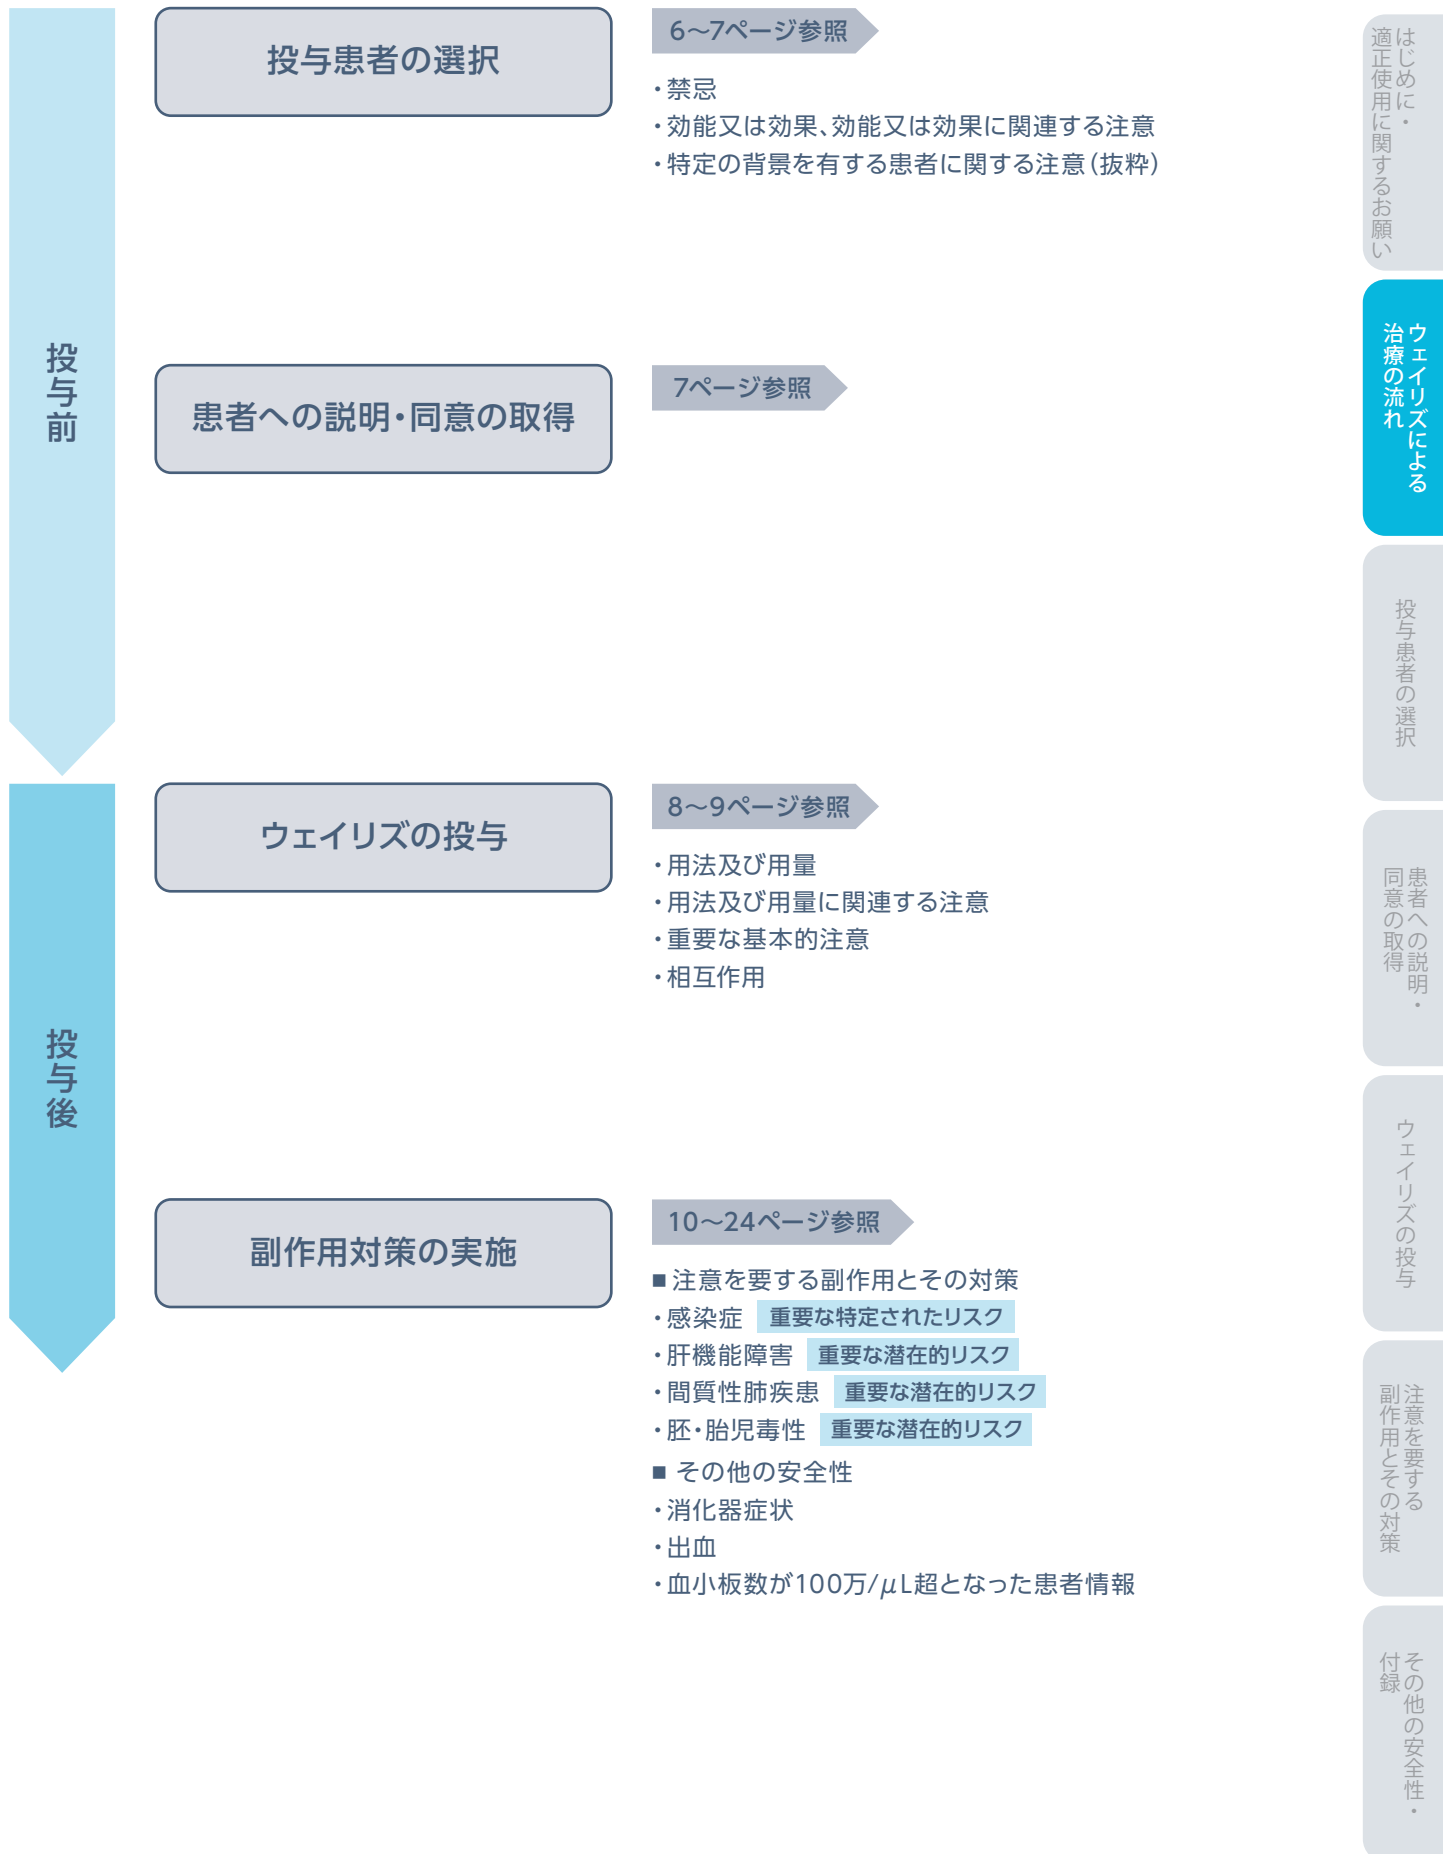 投与前
投与患者の選択
6～7ページ参照
・禁忌
・効能又は効果、効能又は効果に関連する注意
・特定の背景を有する患者に関する注意（抜粋）
患者への説明・同意の取得
7ページ参照
投与後
ウェイリズの投与
8～9ページ参照
・用法及び用量
・用法及び用量に関連する注意
・重要な基本的注意
・相互作用
副作用対策の実施
10～24ページ参照
■注意を要する副作用とその対策
・感染症 重要な特定されたリスク
・肝機能障害 重要な潜在的リスク
・間質性肺疾患 重要な潜在的リスク
・胚・胎児毒性 重要な潜在的リスク
■ その他の安全性
・消化器症状
・出血
・血小板数が100万/μL超となった患者情報
はじめに・
適正使用に関するお願い
ウェイリズによる
治療の流れ
投与患者の選択
患者への説明・
同意の取得
ウェイリズの投与
注意を要する
副作用とその対策
その他の安全性・
付録